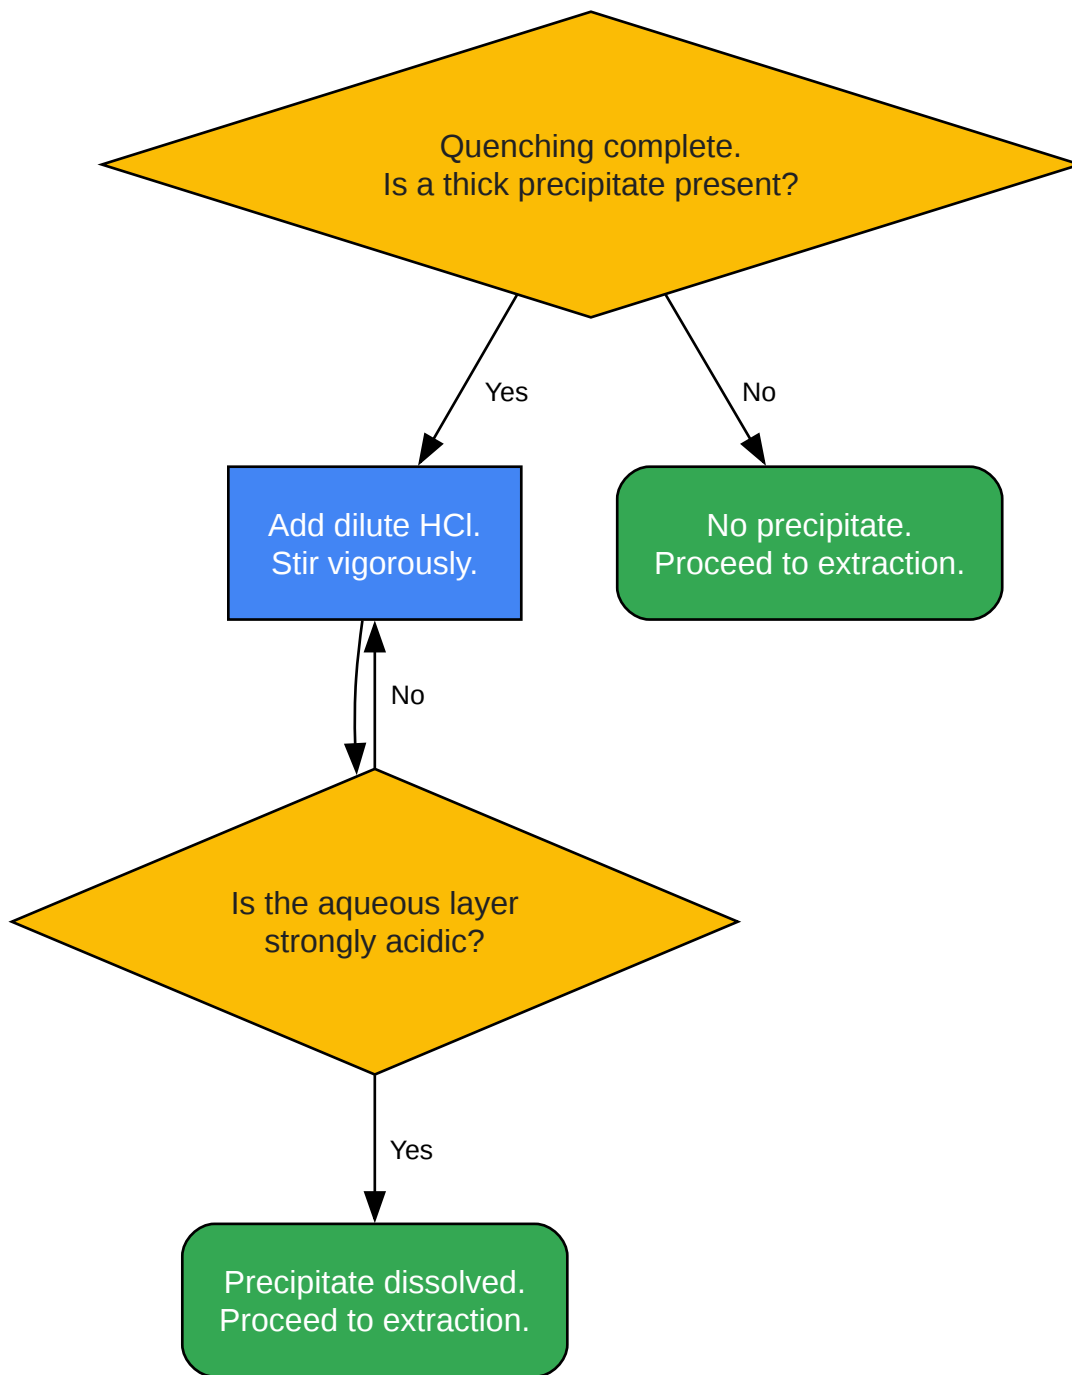 Quenching complete.
Is a thick precipitate present?
Yes
No
Add dilute HCl.
Stir vigorously.
No precipitate.
Proceed to extraction.
No
Is the aqueous layer
strongly acidic?
Yes
Precipitate dissolved.
Proceed to extraction.